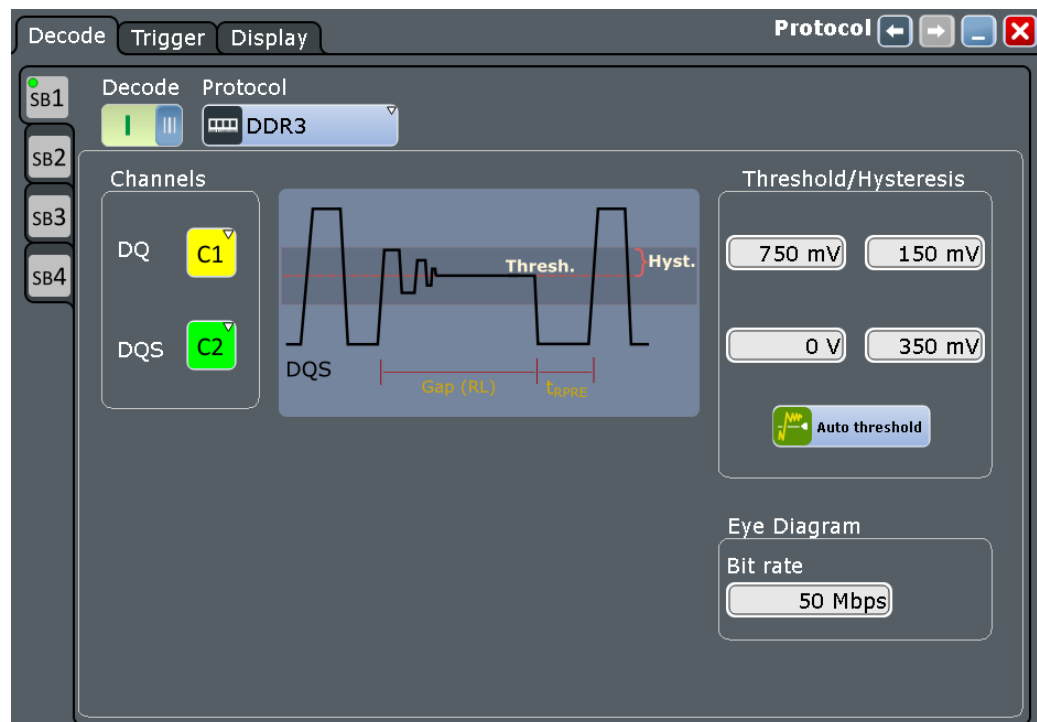 Decode Trigger Display Protocol
SB1
SB2
SB3
SB4
Decode Protocol
DDR3
Channels
DQ C1
DQS C2
Thresh. Hyst.
DQS
Gap (RL) tRPRE
Threshold/Hysteresis
750 mV 150 mV
0 V 350 mV
N
Auto threshold
Eye Diagram
Bit rate
50 Mbps